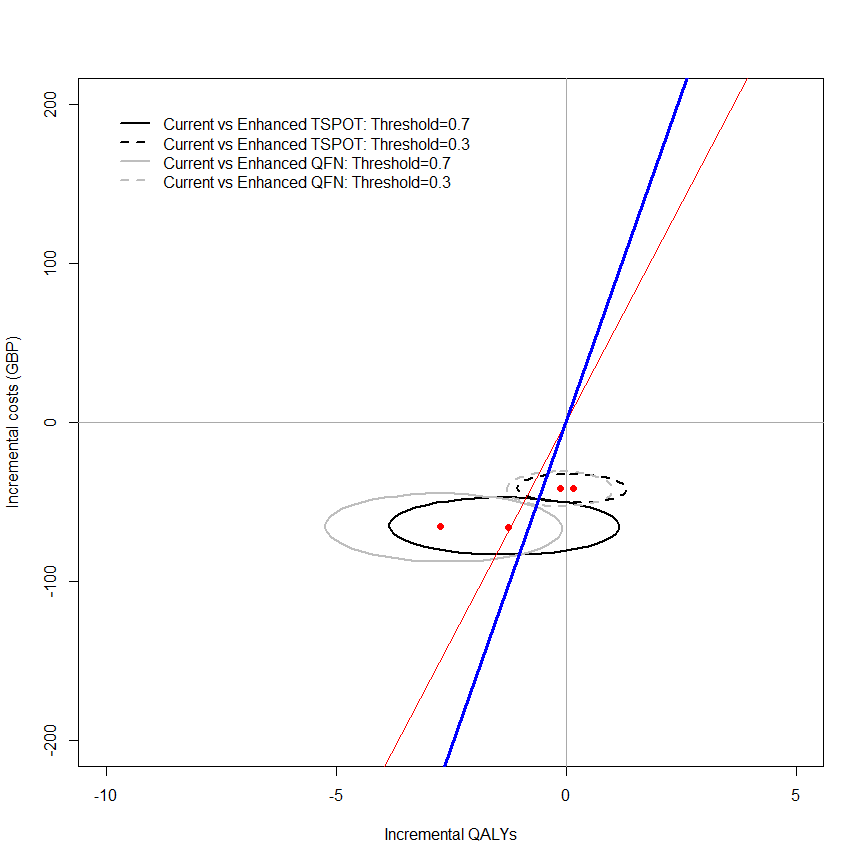 Current vs Enhanced TSPOT: Threshold=0.7
Current vs Enhanced TSPOT: Threshold=0.3
Current vs Enhanced QFN: Threshold=0.7
Current vs Enhanced QFN: Threshold=0.3
Incremental costs (GBP)
200
100
0
-100
-200
-10 -5 0 5
Incremental QALYs